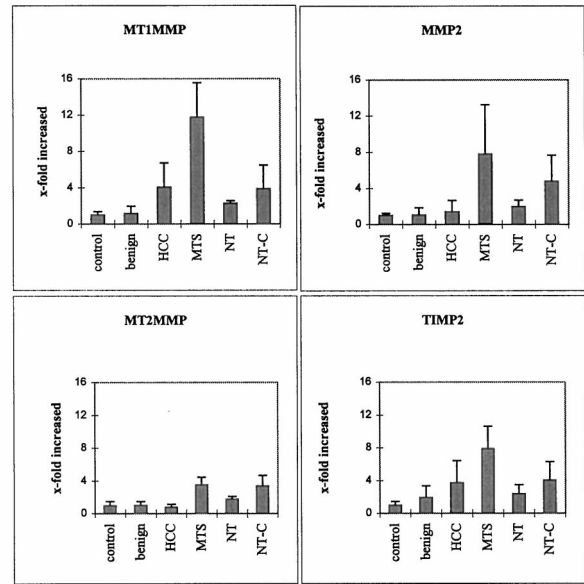 MT1MMP
x-fold increased
16
12
8
4
0
control
benign
HCC
MTS
NT
NT-C
MMP2
x-fold increased
16
12
8
4
0
control
benign
HCC
MTS
NT
NT-C
MT2MMP
x-fold increased
16
12
8
4
0
control
benign
HCC
MTS
NT
NT-C
TIMP2
x-fold increased
16
12
8
4
0
control
benign
HCC
MTS
NT
NT-C